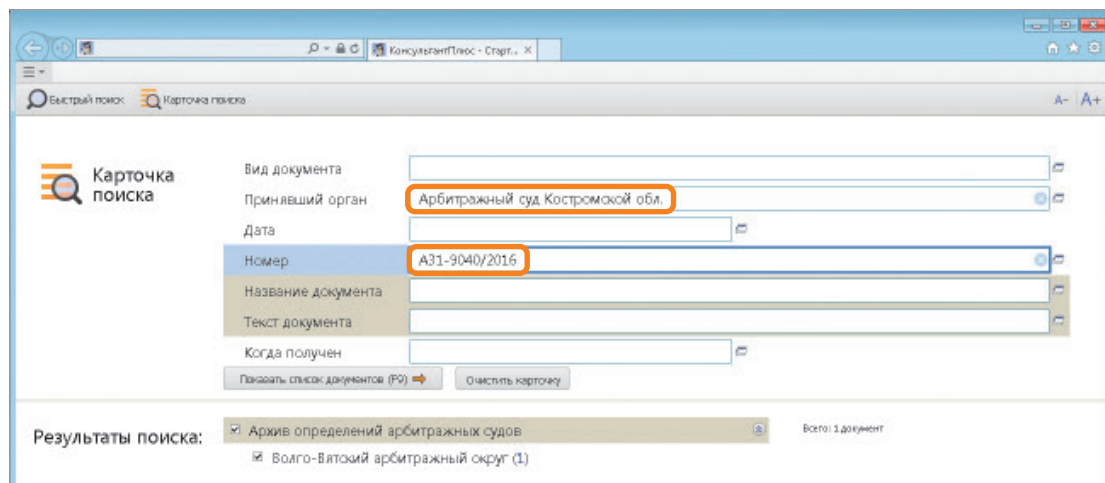 КонсультантПлюс - Старт...
Быстрый поиск Карточка поиска A- A+
Карточка
поиска
Вид документа
Принявший орган Арбитражный суд Костромской обл.
Дата
Номер А31-9040/2016
Название документа
Текст документа
Когда получен
Показать список документов (F9) Очистить карточку
Результаты поиска:
Архив определений арбитражных судов Всего: 1 документ
Волго-Вятский арбитражный округ (1)